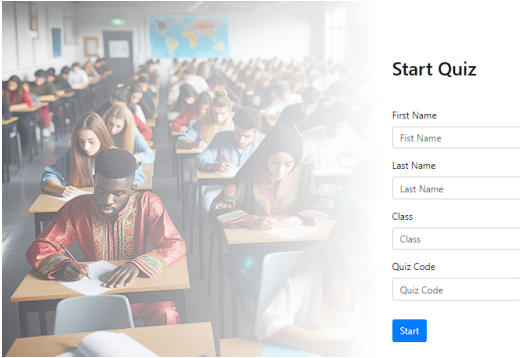 Start Quiz
First Name
Fist Name
Last Name
Last Name
Class
Class
Quiz Code
Quiz Code
Start